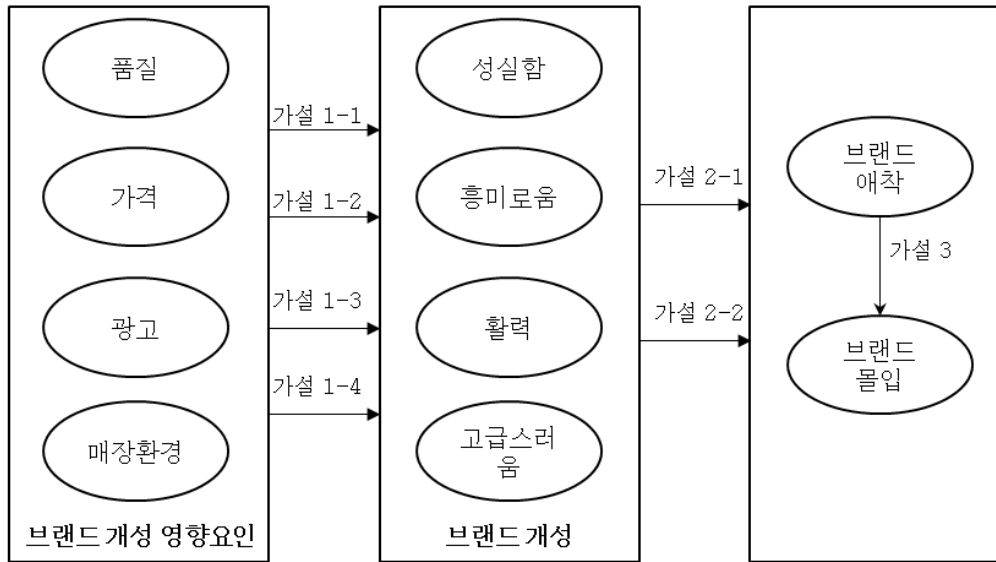 품질
가격
광고
매장환경
브랜드 개성 영향요인
가설 1-1
가설 1-2
가설 1-3
가설 1-4
성실함
흥미로움
활력
고급스러
움
브랜드 개성
가설 2-1
가설 2-2
브랜드
애착
가설 3
브랜드
몰입